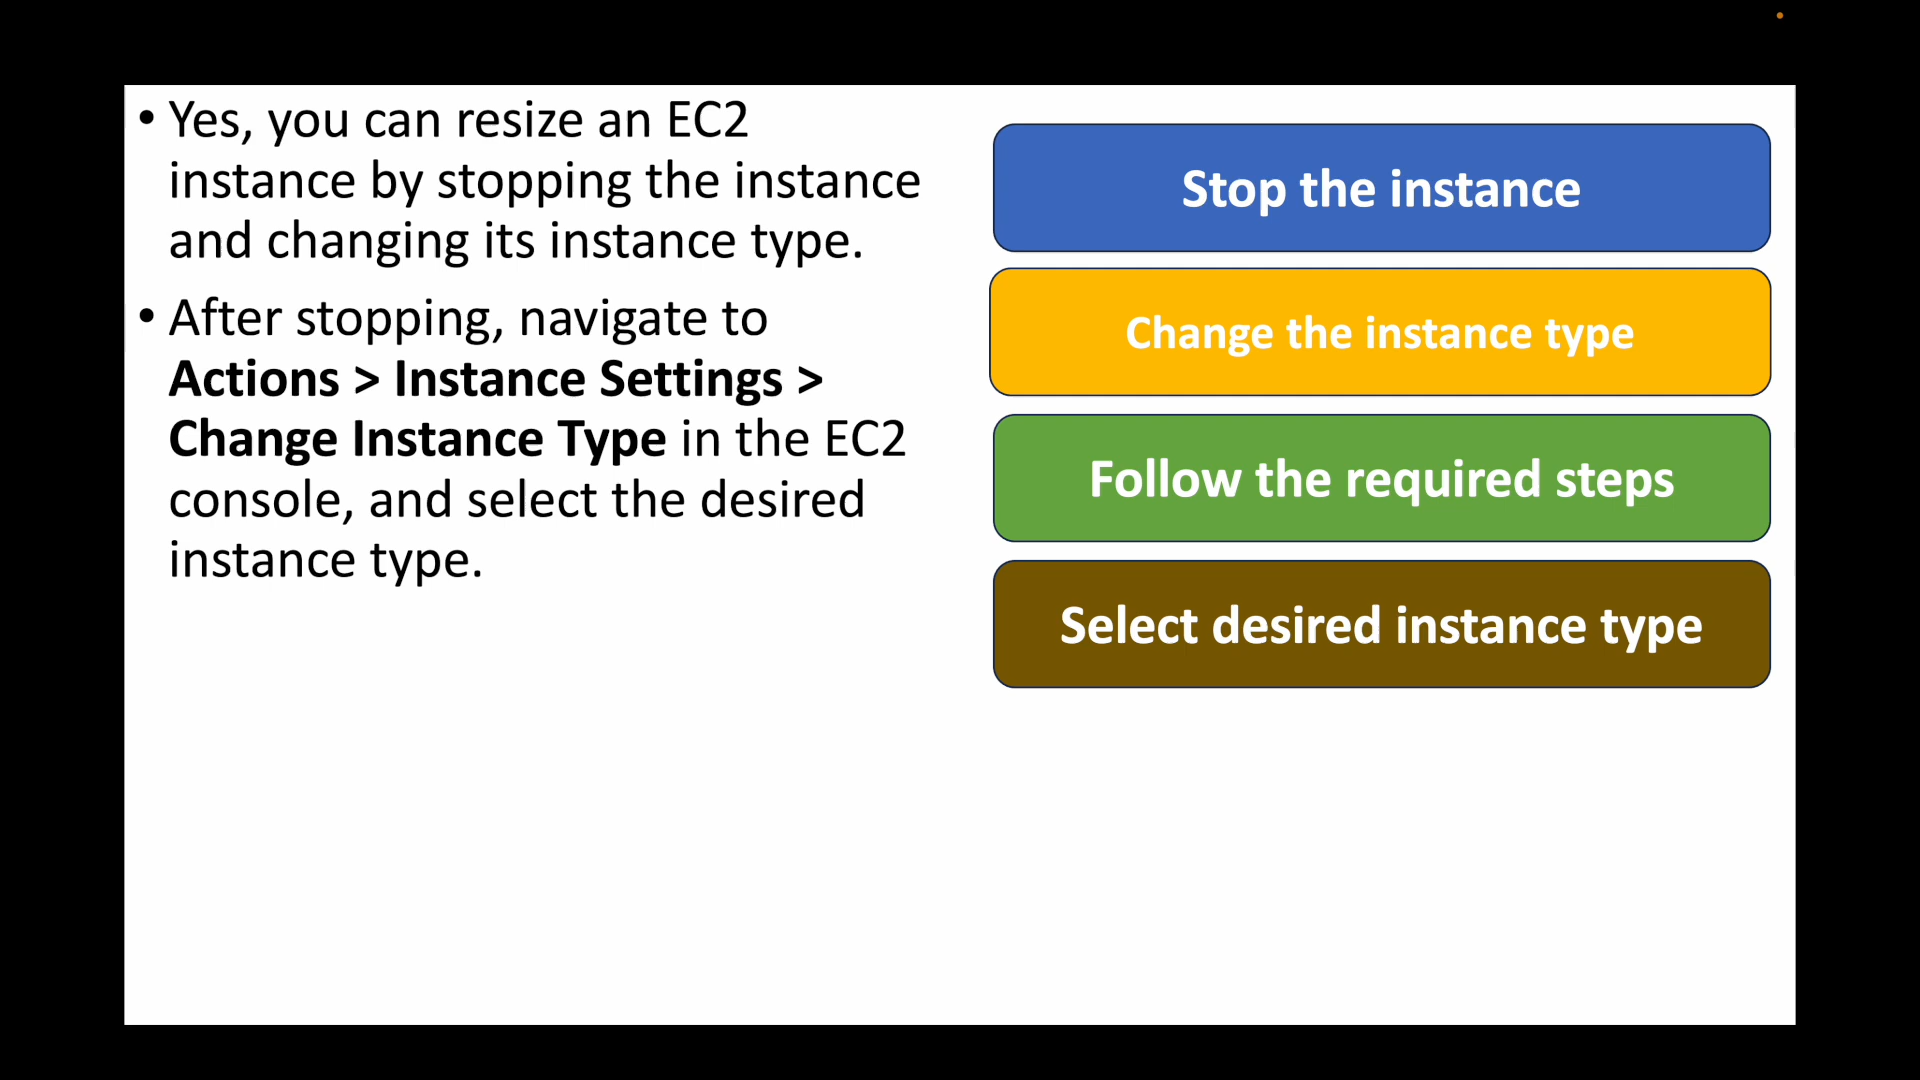 • Yes, you can resize an EC2
instance by stopping the instance
and changing its instance type.
• After stopping, navigate to
Actions > Instance Settings >
Change Instance Type in the EC2
console, and select the desired
instance type.
Stop the instance
Change the instance type
Follow the required steps
Select desired instance type